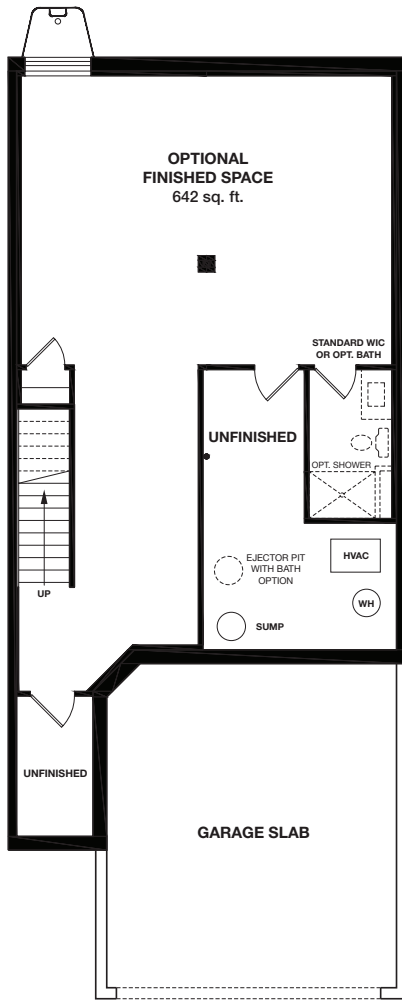 OPTIONAL
FINISHED SPACE
642 sq. ft.
STANDARD WIC
OR OPT. BATH
UNFINISHED
OPT. SHOWER
EJECTOR PIT
WITH BATH
OPTION
HVAC
UP
WH
SUMP
UNFINISHED
GARAGE SLAB